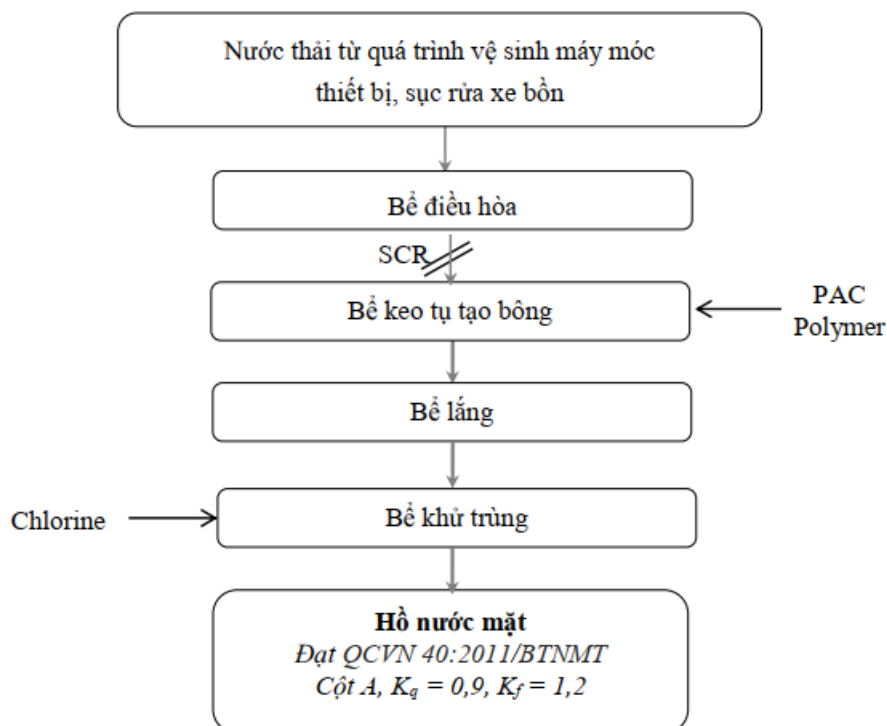 Nước thải từ quá trình vệ sinh máy móc
thiết bị, sục rửa xe bồn
Bể điều hòa
SCR
Bể keo tụ tạo bông
PAC
Polymer
Bể lắng
Chlorine
Bể khử trùng
Hồ nước mặt
Đạt QCVN 40:2011/BTNMT
Cột A, Kq = 0,9, Kf = 1,2